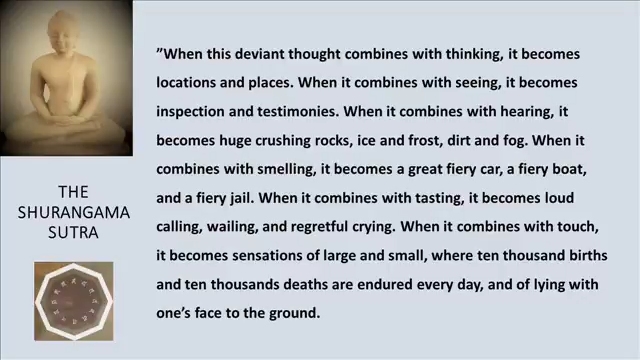 THE
SHURANGAMA
SUTRA
”When this deviant thought combines with thinking, it becomes
locations and places. When it combines with seeing, it becomes
inspection and testimonies. When it combines with hearing, it
becomes huge crushing rocks, ice and frost, dirt and fog. When it
combines with smelling, it becomes a great fiery car, a fiery boat,
and a fiery jail. When it combines with tasting, it becomes loud
calling, wailing, and regretful crying. When it combines with touch,
it becomes sensations of large and small, where ten thousand births
and ten thousands deaths are endured every day, and of lying with
one’s face to the ground.